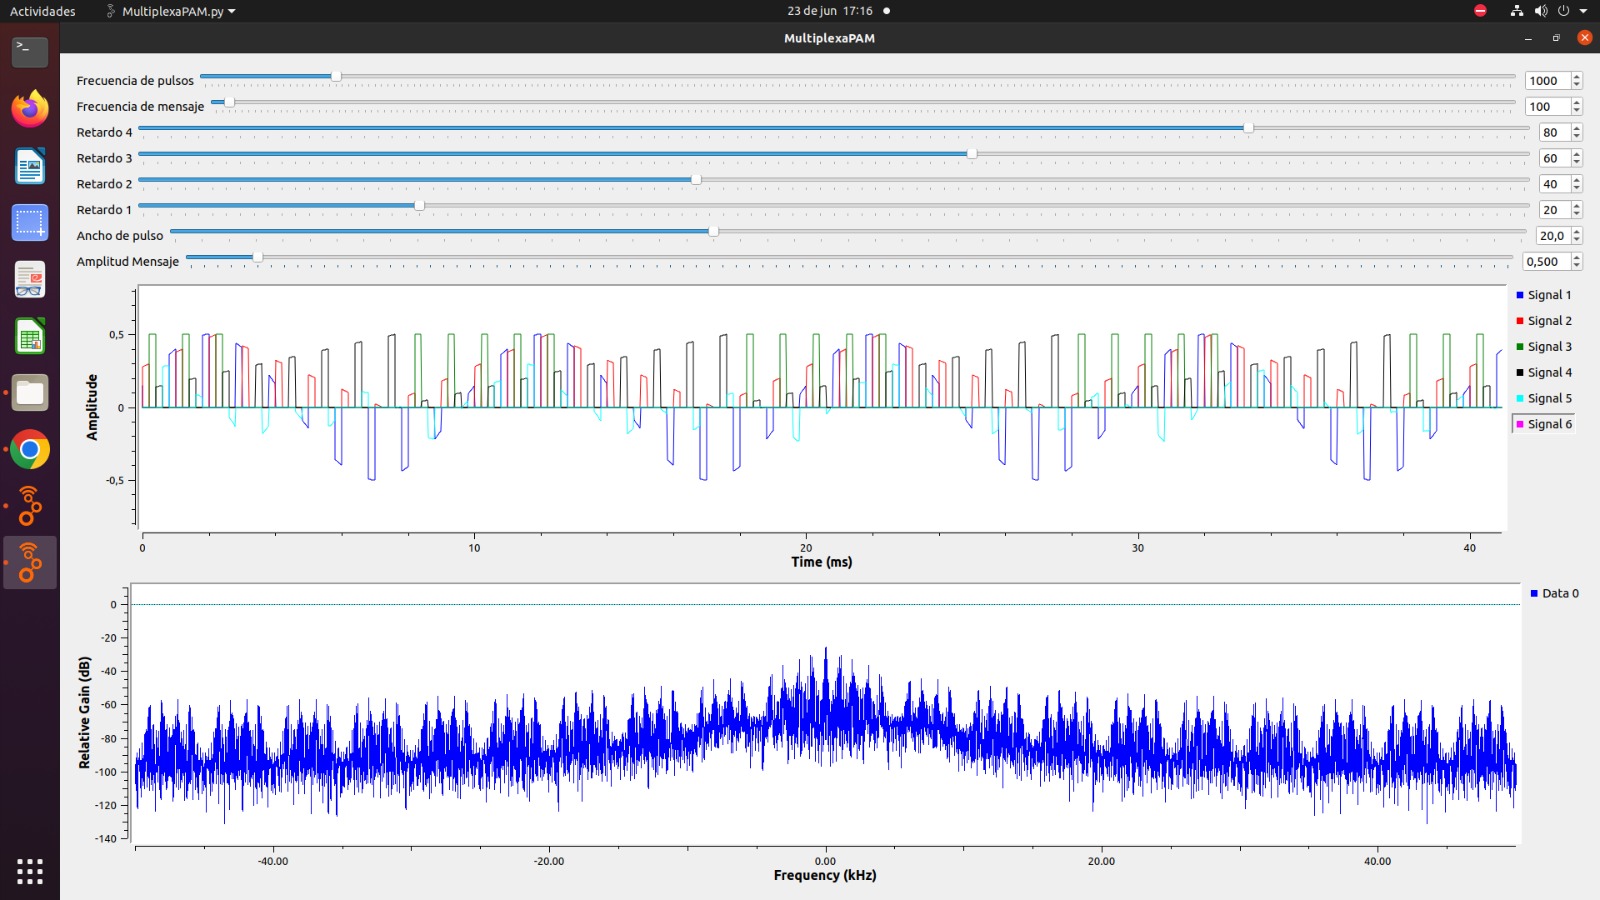 Actividades MultiplexaPAM.py 23 de jun 17:16
MultiplexaPAM
Frecuencia de pulsos 1000
Frecuencia de mensaje 100
Retardo 4 80
Retardo 3 60
Retardo 2 40
Retardo 1 20
Ancho de pulso 20,0
Amplitud Mensaje 0,500
Signal 1
Signal 2
Signal 3
Signal 4
Signal 5
Signal 6
Amplitude
0,5
0
-0,5
0 10 20 30 40
Time (ms)
Data 0
Relative Gain (dB)
0
-20
-40
-60
-80
-100
-120
-140
-40.00 -20.00 0.00 20.00 40.00
Frequency (kHz)